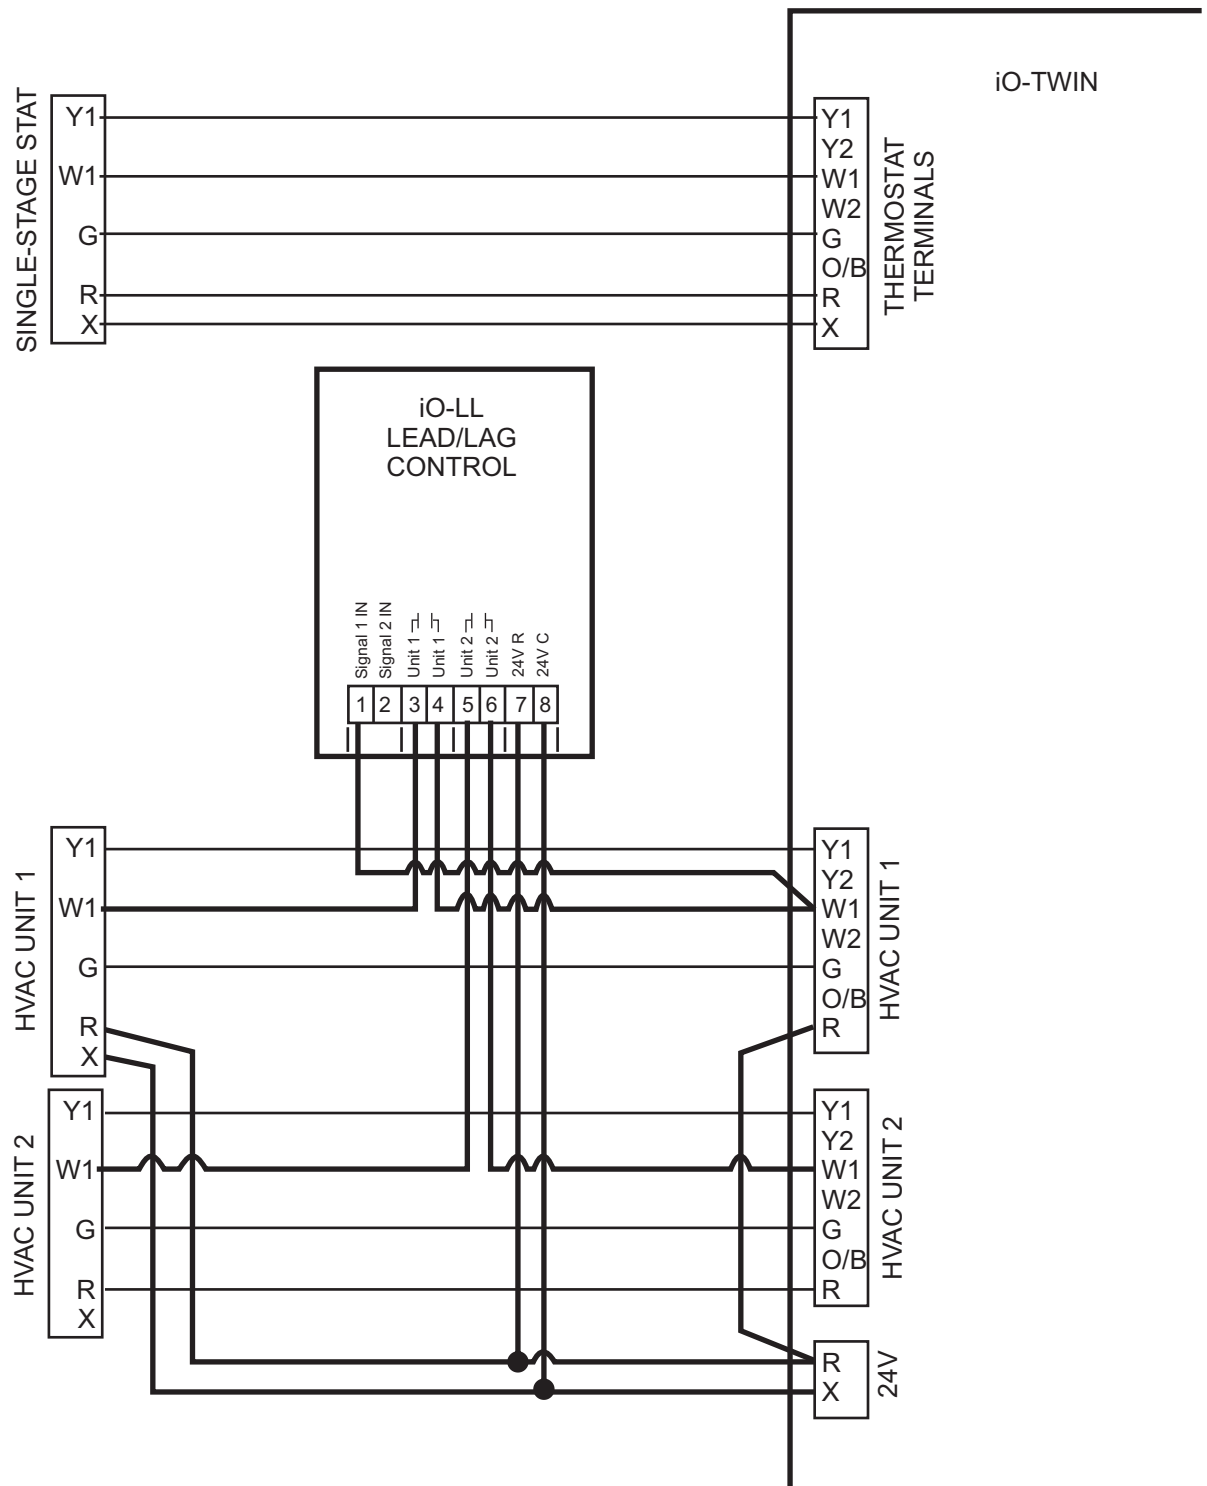 iO-TWIN
SINGLE-STAGE STAT
Y1
W1
G
R
X
Y1
Y2
W1
W2
G
O/B
R
X
THERMOSTAT
TERMINALS
iO-LL
LEAD/LAG
CONTROL
Signal 1 IN
Signal 2 IN
Unit 1
Unit 1
Unit 2
Unit 2
24V R
24V C
1 2 3 4 5 6 7 8
HVAC UNIT 1
Y1
W1
G
R
X
Y1
Y2
W1
W2
G
O/B
R
HVAC UNIT 1
HVAC UNIT 2
Y1
W1
G
R
X
Y1
Y2
W1
W2
G
O/B
R
HVAC UNIT 2
R
X
24V